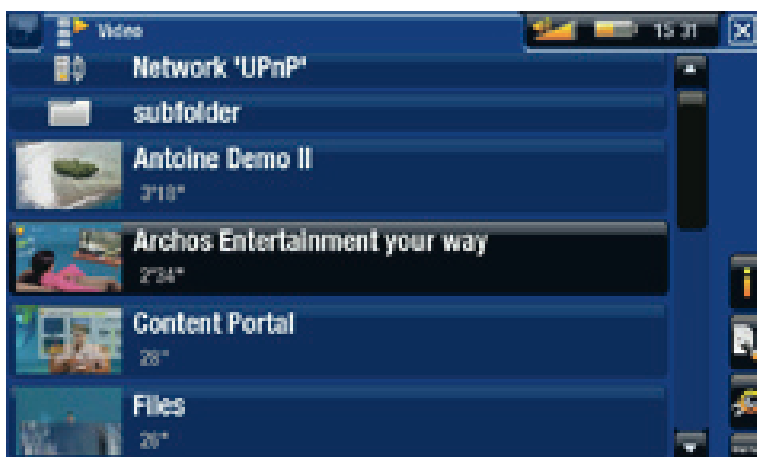 Video
15:31
Network 'UPnP'
subfolder
Antoine Demo II
3'18"
Archos Entertainment your way
2'34"
Content Portal
28"
Files
26"